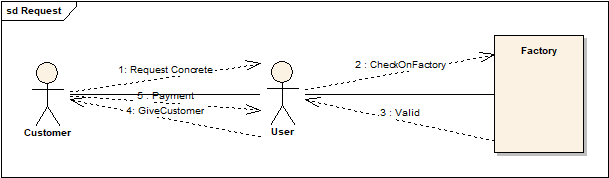 sd Request
Factory
1: Request Concrete
2 : CheckOnFactory
5 : Payment
4: GiveCustomer
3 : Valid
Customer
User